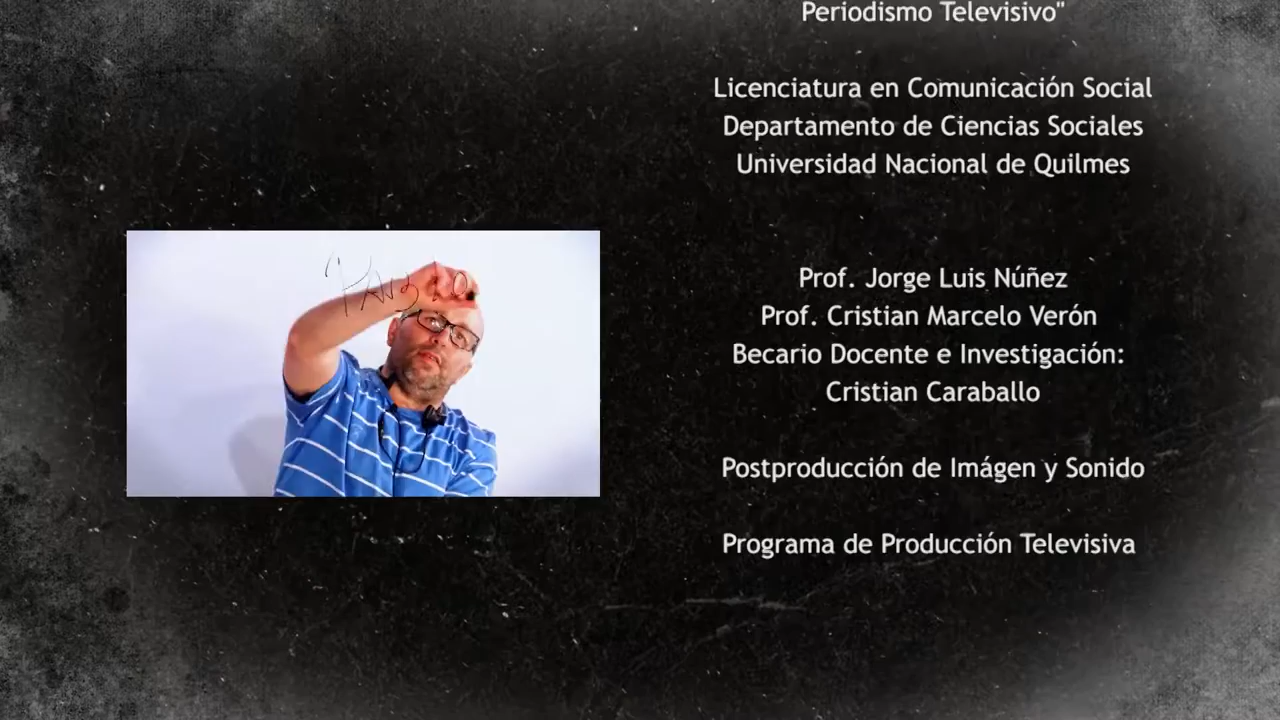 Periodismo Televisivo"
Licenciatura en Comunicación Social
Departamento de Ciencias Sociales
Universidad Nacional de Quilmes
Prof. Jorge Luis Núñez
Prof. Cristian Marcelo Verón
Becario Docente e Investigación:
Cristian Caraballo
Postproducción de Imágen y Sonido
Programa de Producción Televisiva